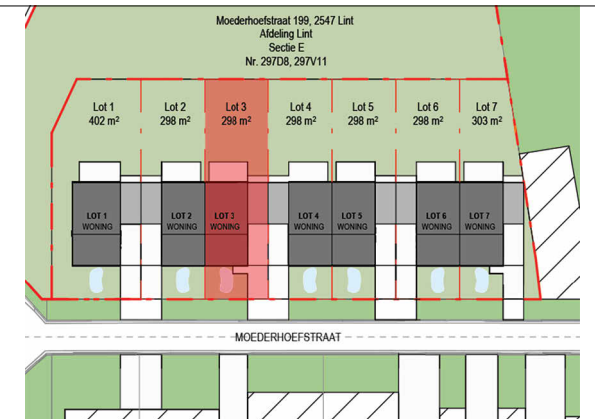 Moederhoefstraat 199, 2547 Lint
Afdeling Lint
Sectie E
Nr. 297D8, 297V11
Lot 1
402 m²
Lot 2
298 m²
Lot 3
298 m²
Lot 4
298 m²
Lot 5
298 m²
Lot 6
298 m²
Lot 7
303 m²
LOT 1
WONING
LOT 2
WONING
LOT 3
WONING
LOT 4
WONING
LOT 5
WONING
LOT 6
WONING
LOT 7
WONING
MOEDERHOEFSTRAAT